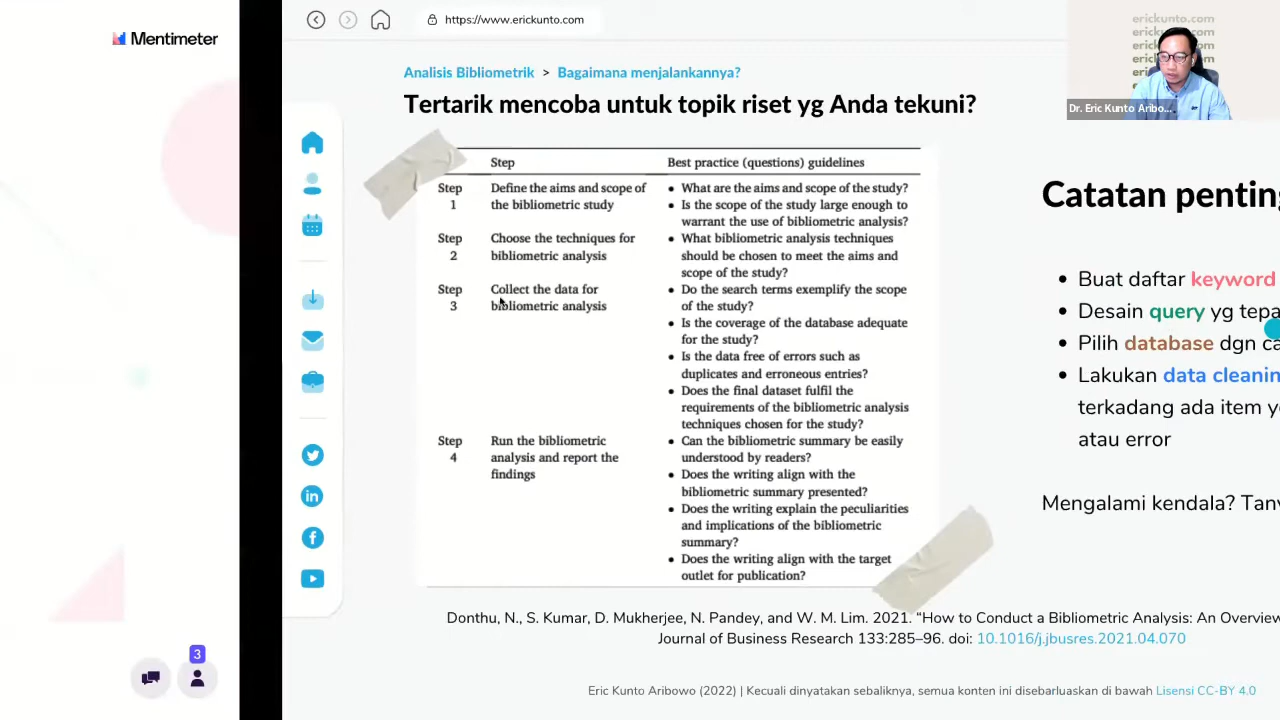 Mentimeter
https://www.erickunto.com
erickunto.com
Dr. Eric Kunto Aribo...
Analisis Bibliometrik > Bagaimana menjalankannya?
Tertarik mencoba untuk topik riset yg Anda tekuni?
Step Best practice (questions) guidelines
Step 1
Define the aims and scope of
the bibliometric study
• What are the aims and scope of the study?
• Is the scope of the study large enough to
warrant the use of bibliometric analysis?
Step 2
Choose the techniques for
bibliometric analysis
• What bibliometric analysis techniques
should be chosen to meet the aims and
scope of the study?
Step 3
Collect the data for
bibliometric analysis
• Do the search terms exemplify the scope
of the study?
• Is the coverage of the database adequate
for the study?
• Is the data free of errors such as
duplicates and erroneous entries?
• Does the final dataset fulfil the
requirements of the bibliometric analysis
techniques chosen for the study?
Step 4
Run the bibliometric
analysis and report the
findings
• Can the bibliometric summary be easily
understood by readers?
• Does the writing align with the
bibliometric summary presented?
• Does the writing explain the peculiarities
and implications of the bibliometric
summary?
• Does the writing align with the target
outlet for publication?
Catatan penting
• Buat daftar keyword
• Desain query yg tepa
• Pilih database dgn ca
• Lakukan data cleanin
terkadang ada item y
atau error
Mengalami kendala? Tany
Donthu, N., S. Kumar, D. Mukherjee, N. Pandey, and W. M. Lim. 2021. “How to Conduct a Bibliometric Analysis: An Overview
Journal of Business Research 133:285–96. doi: 10.1016/j.jbusres.2021.04.070
Eric Kunto Aribowo (2022) | Kecuali dinyatakan sebaliknya, semua konten ini disebarluaskan di bawah Lisensi CC-BY 4.0
3